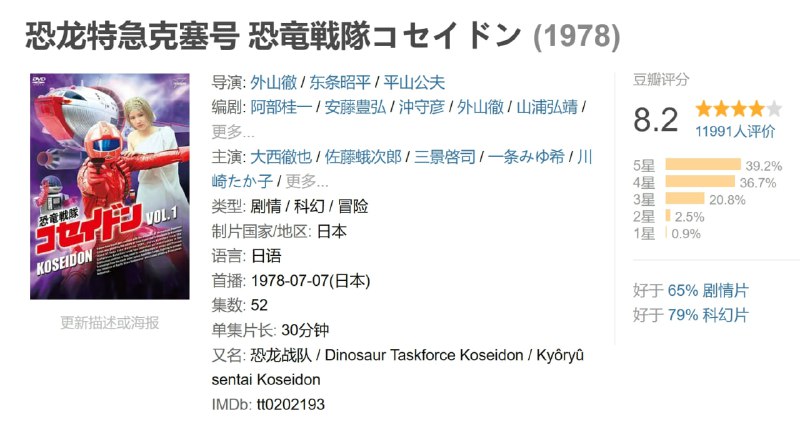 恐龙特急克塞号 恐竜戦隊コセイドン (1978)
DVD
恐竜戦隊
コセイドン VOL.1
KOSEIDON
更新描述或海报
导演: 外山徹 / 东条昭平 / 平山公夫
编剧: 阿部桂一 / 安藤豊弘 / 沖守彦 / 外山徹 / 山浦弘靖 /
更多...
主演: 大西徹也 / 佐藤蛾次郎 / 三景啓司 / 一条みゆ希 / 川
崎たか子 / 更多...
类型: 剧情 / 科幻 / 冒险
制片国家/地区: 日本
语言: 日语
首播: 1978-07-07(日本)
集数: 52
单集片长: 30分钟
又名: 恐龙战队 / Dinosaur Taskforce Koseidon / Kyôryû
sentai Koseidon
IMDb: tt0202193
豆瓣评分
8.2
11991人评价
5星 39.2%
4星 36.7%
3星 20.8%
2星 2.5%
1星 0.9%
好于 65% 剧情片
好于 79% 科幻片